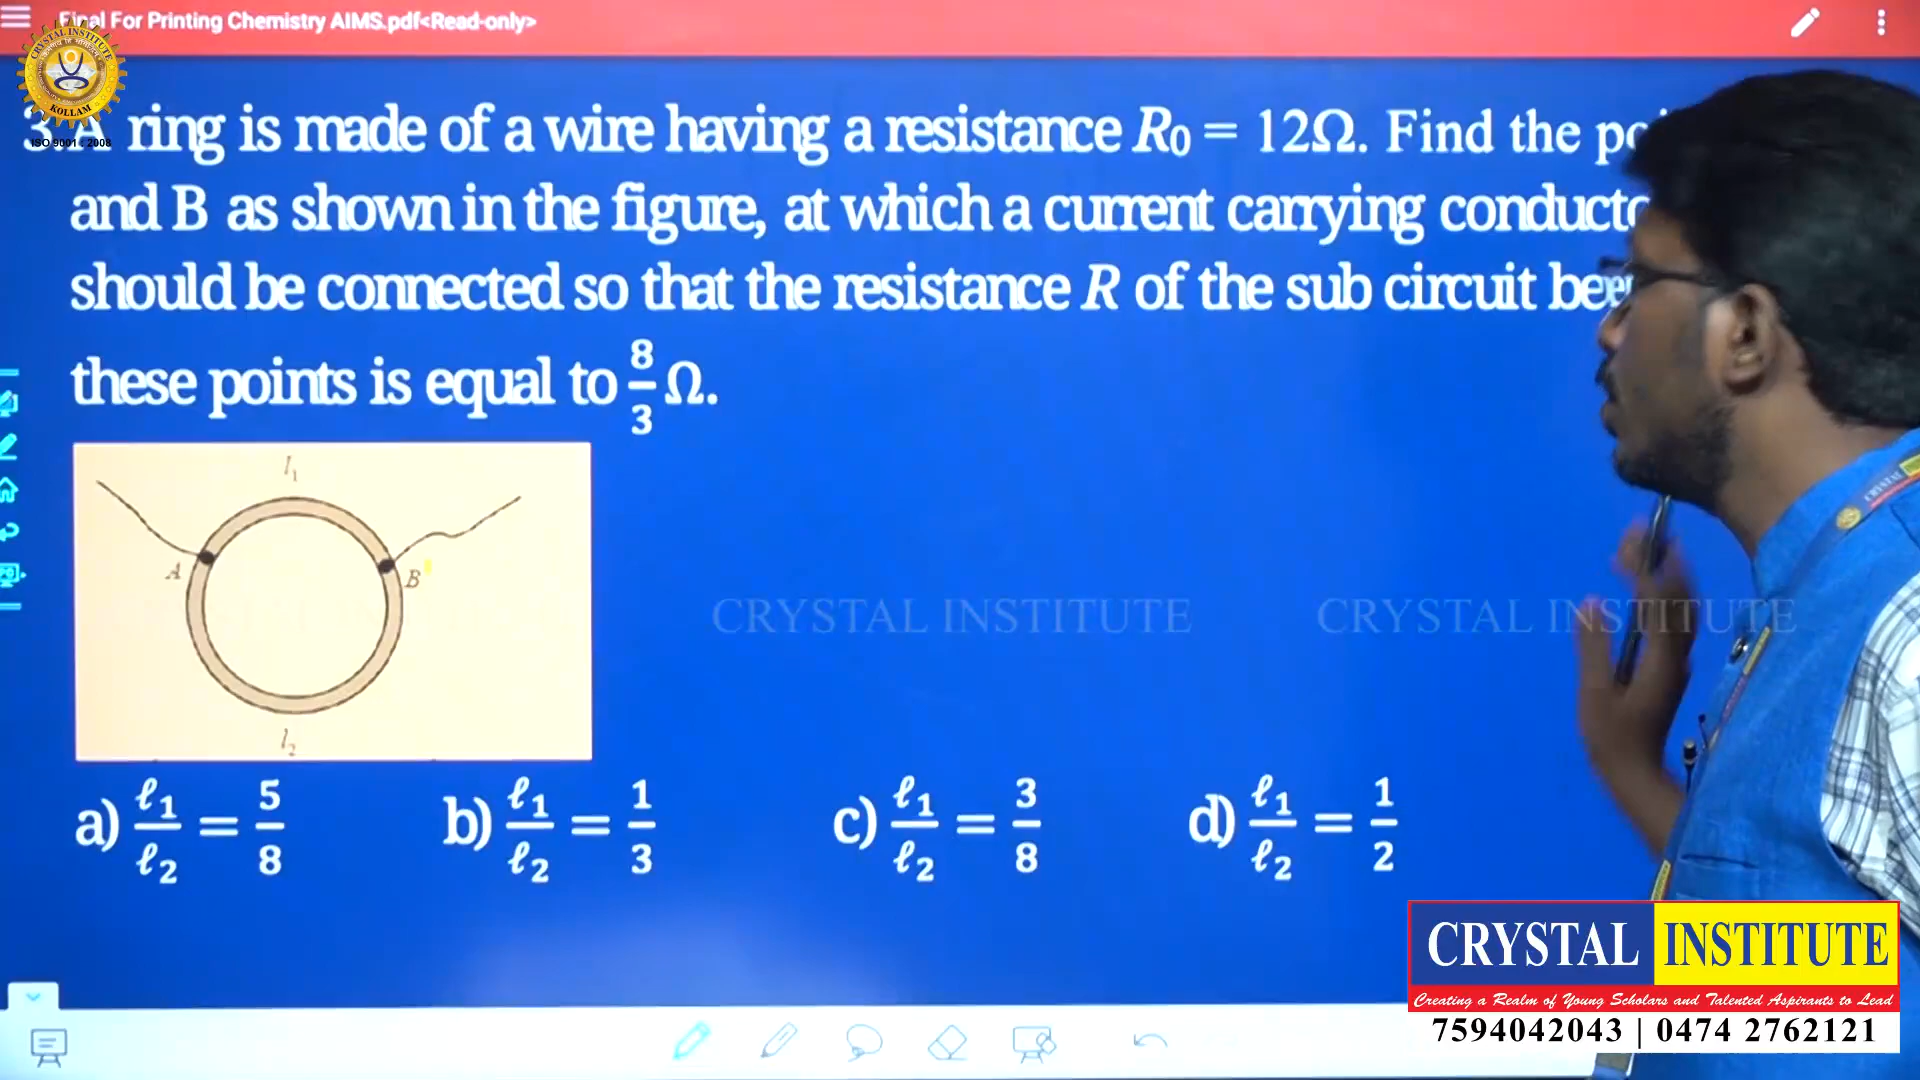 Final For Printing Chemistry AIMS.pdf<Read-only>
CRYSTAL INSTITUTE
KOLLAM
ISO 9001 : 2008
3. A ring is made of a wire having a resistance R₀ = 12Ω. Find the
and B as shown in the figure, at which a current carrying
should be connected so that the resistance R of the sub circuit
these points is equal to 8/3 Ω.
l₁
A
B
l₂
CRYSTAL INSTITUTE CRYSTAL INSTITUTE
a) ℓ₁/ℓ₂ = 5/8 b) ℓ₁/ℓ₂ = 1/3 c) ℓ₁/ℓ₂ = 3/8 d) ℓ₁/ℓ₂ = 1/2
CRYSTAL INSTITUTE
Creating a Realm of Young Scholars and Talented Aspirants to Lead
7594042043 | 0474 2762121